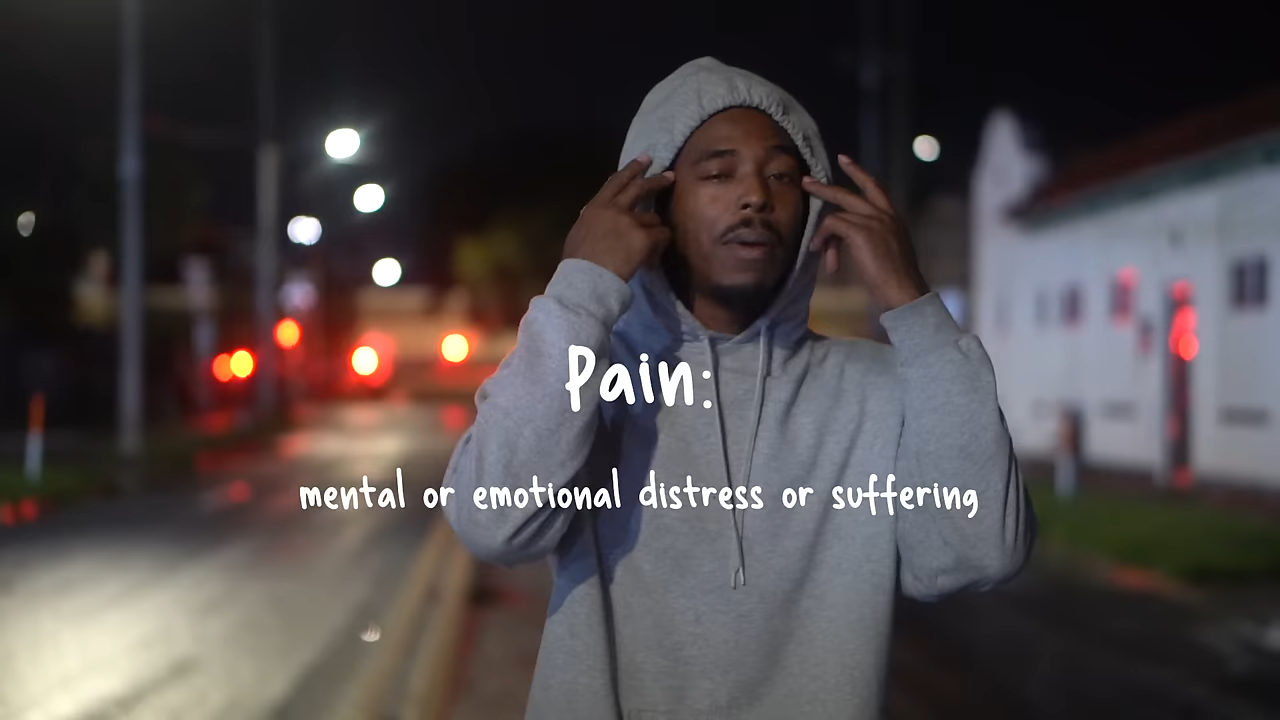 Pain:
mental or emotional distress or suffering